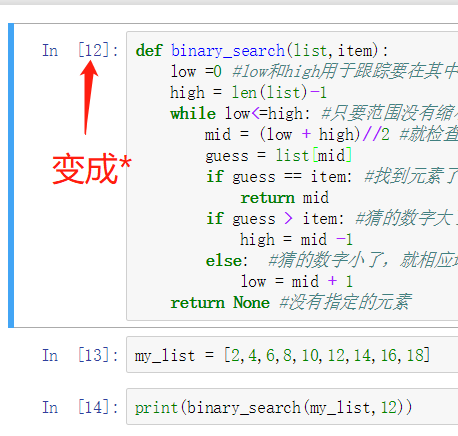 In [12]: def binary_search(list,item):
low =0 #low和high用于跟踪要在其中
high = len(list)-1
while low<=high: #只要范围没有缩
mid = (low + high)//2 #就检查
变成*
guess = list[mid]
if guess == item: #找到元素了
return mid
if guess > item: #猜的数字大
high = mid -1
else: #猜的数字小了，就相应
low = mid + 1
return None #没有指定的元素
In [13]: my_list = [2,4,6,8,10,12,14,16,18]
In [14]: print(binary_search(my_list,12))